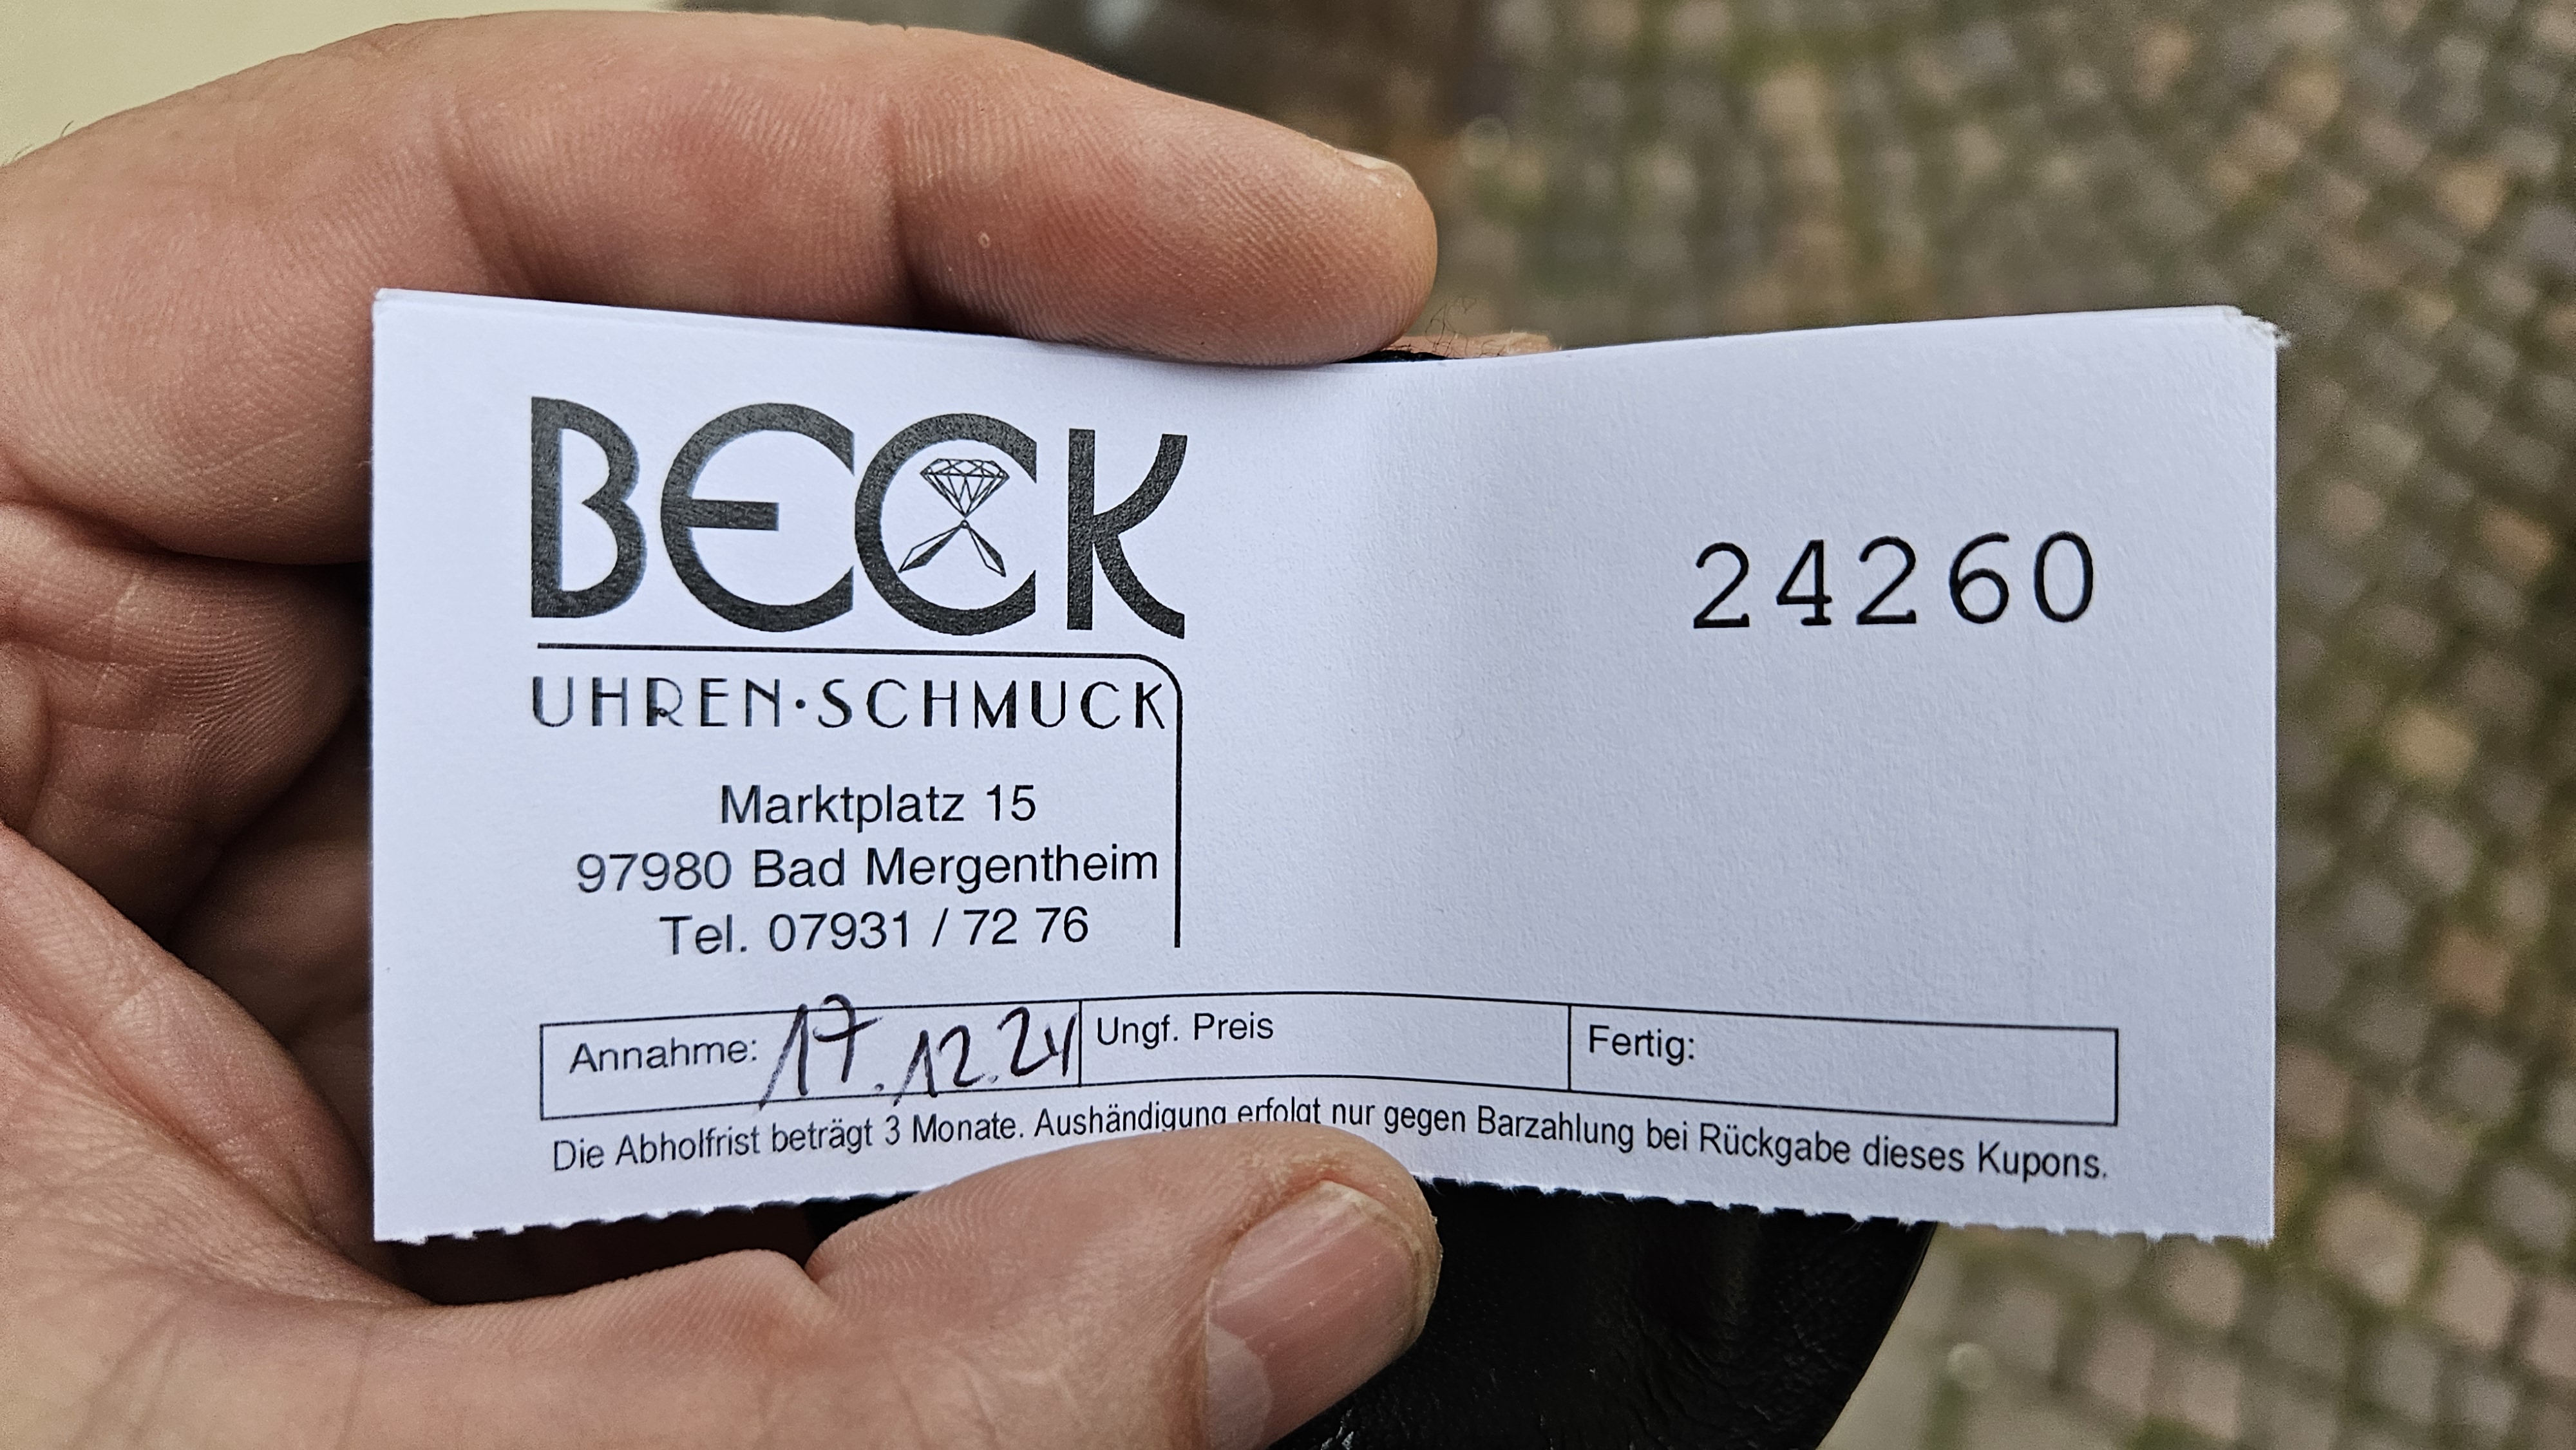 BECK
UHREN·SCHMUCK
Marktplatz 15
97980 Bad Mergentheim
Tel. 07931 / 72 76
24260
Annahme: 17.12.24 Ungf. Preis Fertig:
Die Abholfrist beträgt 3 Monate. Aushändigung erfolgt nur gegen Barzahlung bei Rückgabe dieses Kupons.